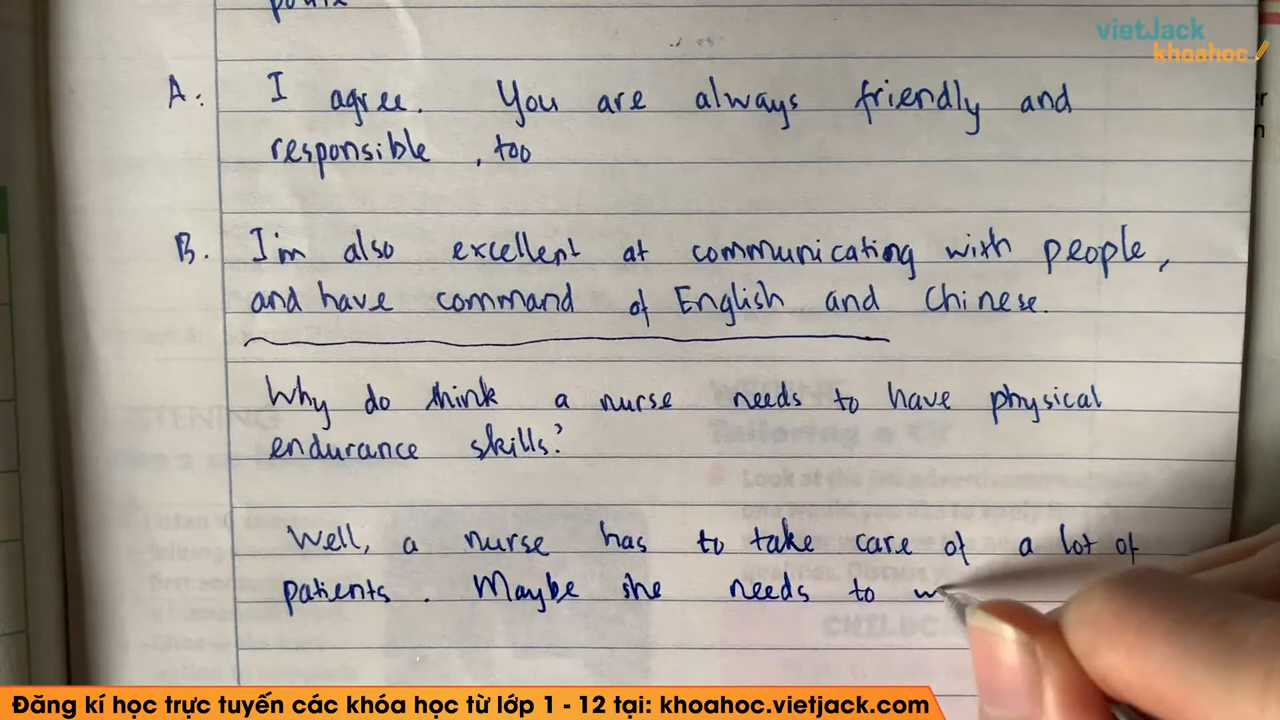 vietJack
khoahoc
A: I agree. You are always friendly and
responsible, too
B. I'm also excellent at communicating with people,
and have command of English and Chinese.
Why do think a nurse needs to have physical
endurance skills?
Well, a nurse has to take care of a lot of
patients. Maybe she needs to w
Đăng kí học trực tuyến các khóa học từ lớp 1 - 12 tại: khoahoc.vietjack.com